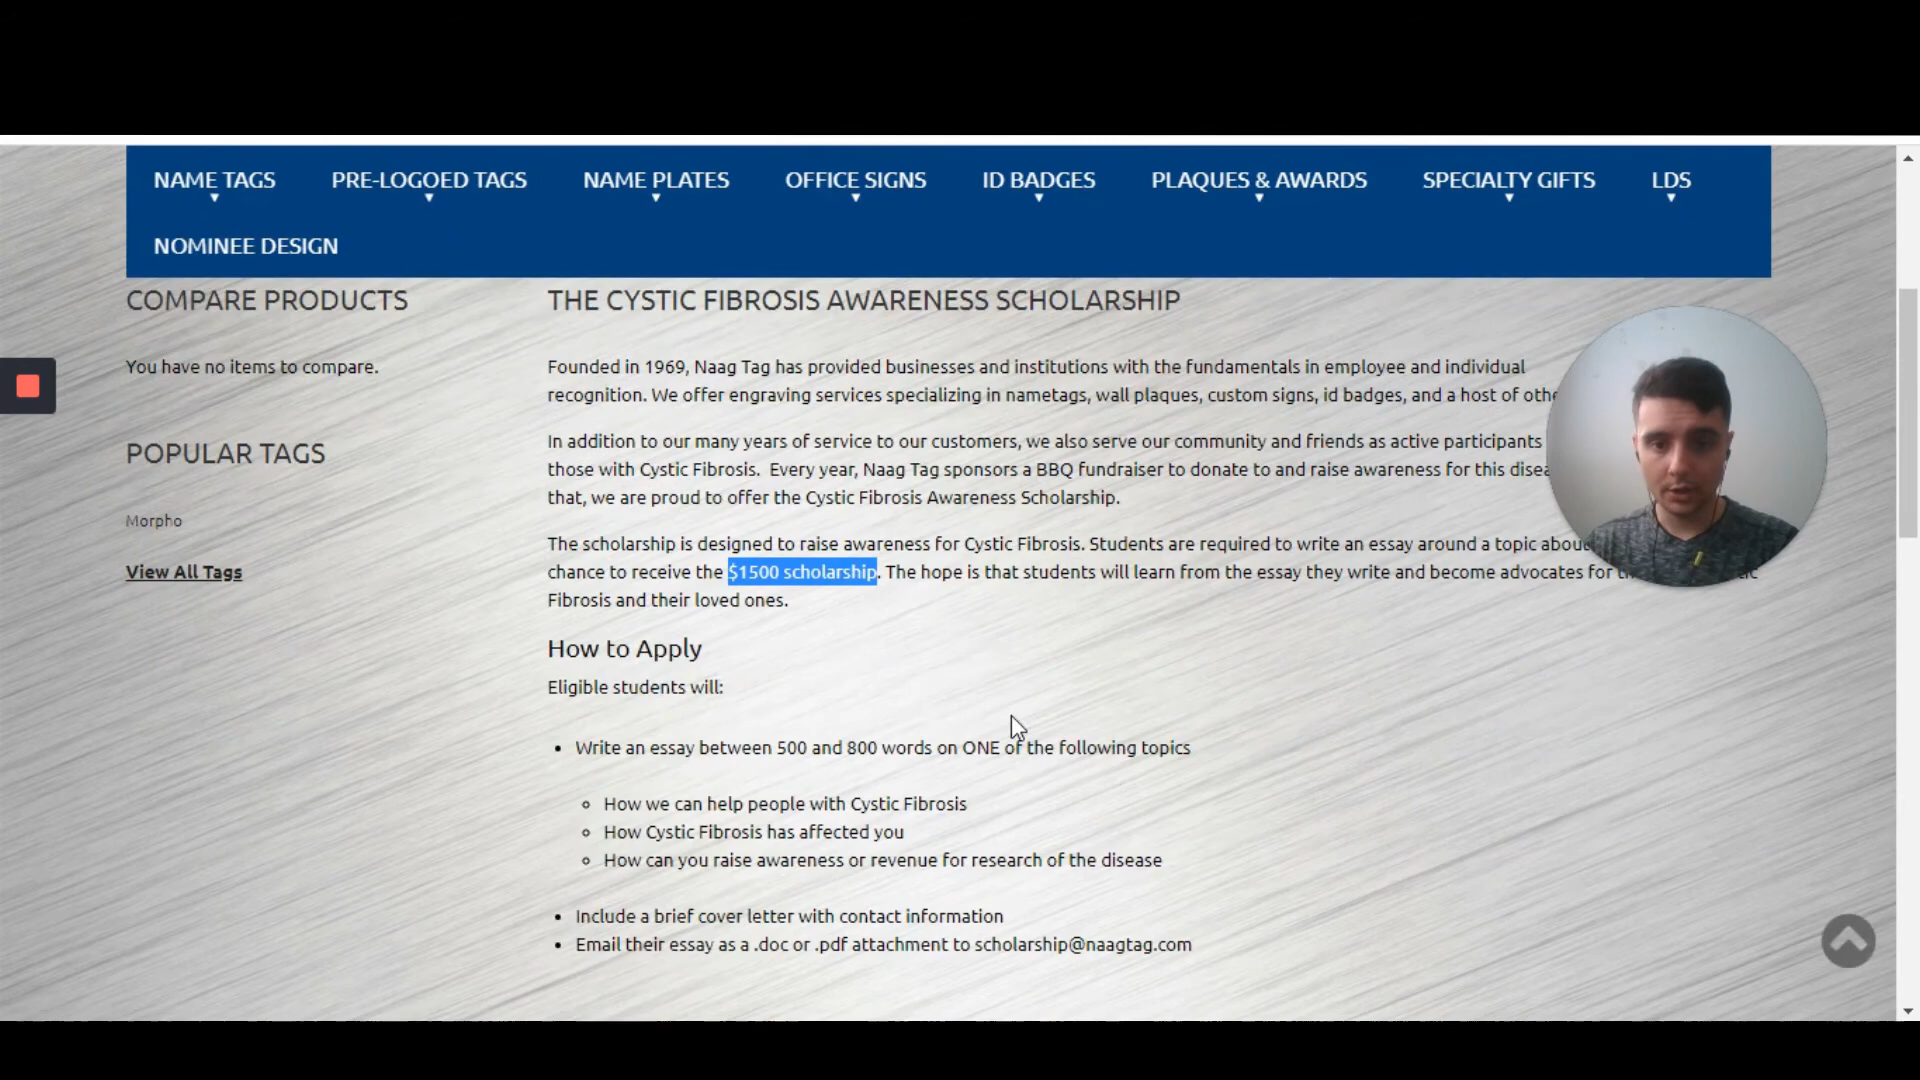 NAME TAGS PRE-LOGOED TAGS NAME PLATES OFFICE SIGNS ID BADGES PLAQUES & AWARDS SPECIALTY GIFTS LDS
NOMINEE DESIGN
COMPARE PRODUCTS
You have no items to compare.
POPULAR TAGS
Morpho
View All Tags
THE CYSTIC FIBROSIS AWARENESS SCHOLARSHIP
Founded in 1969, Naag Tag has provided businesses and institutions with the fundamentals in employee and individual
recognition. We offer engraving services specializing in nametags, wall plaques, custom signs, id badges, and a host of
In addition to our many years of service to our customers, we also serve our community and friends as active participants
those with Cystic Fibrosis.  Every year, Naag Tag sponsors a BBQ fundraiser to donate to and raise awareness for this
that, we are proud to offer the Cystic Fibrosis Awareness Scholarship.
The scholarship is designed to raise awareness for Cystic Fibrosis. Students are required to write an essay around a topic
chance to receive the $1500 scholarship. The hope is that students will learn from the essay they write and become advocates for
Fibrosis and their loved ones.
How to Apply
Eligible students will:
• Write an essay between 500 and 800 words on ONE of the following topics
◦ How we can help people with Cystic Fibrosis
◦ How Cystic Fibrosis has affected you
◦ How can you raise awareness or revenue for research of the disease
• Include a brief cover letter with contact information
• Email their essay as a .doc or .pdf attachment to scholarship@naagtag.com